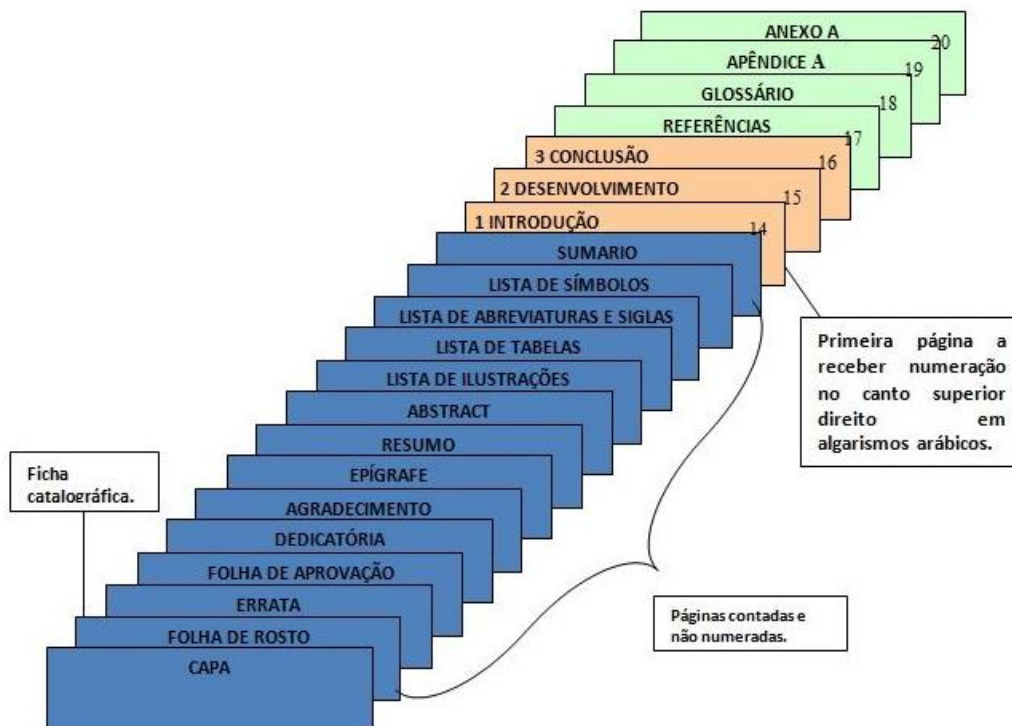 ANEXO A
20
APÊNDICE A
19
GLOSSÁRIO
18
REFERÊNCIAS
17
3 CONCLUSÃO
16
2 DESENVOLVIMENTO
15
1 INTRODUÇÃO
14
SUMARIO
LISTA DE SÍMBOLOS
LISTA DE ABREVIATURAS E SIGLAS
LISTA DE TABELAS
LISTA DE ILUSTRAÇÕES
ABSTRACT
RESUMO
EPÍGRAFE
AGRADECIMENTO
DEDICATÓRIA
FOLHA DE APROVAÇÃO
ERRATA
FOLHA DE ROSTO
CAPA
Primeira página a
receber numeração
no canto superior
direito em
algarismos arábicos.
Ficha
catalográfica.
Páginas contadas e
não numeradas.